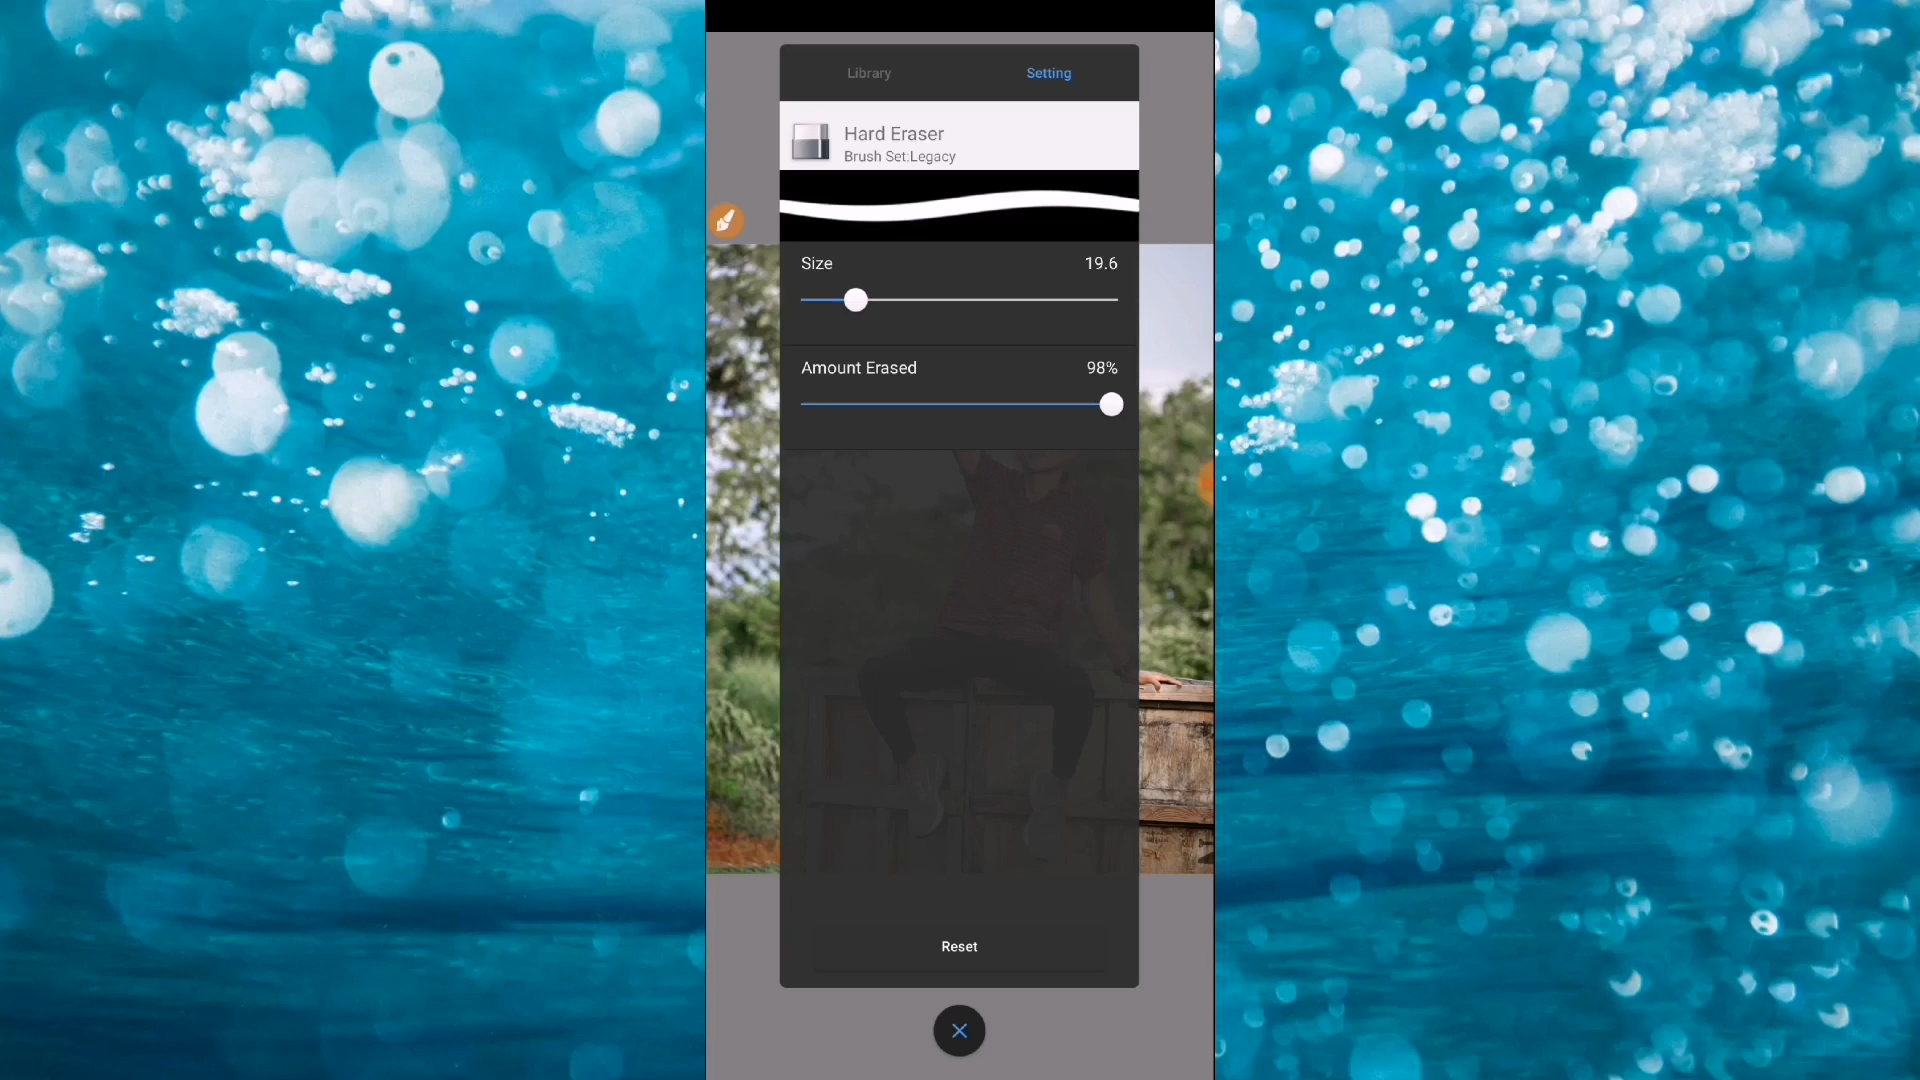 Library
Setting
Hard Eraser
Brush Set:Legacy
Size
19.6
Amount Erased
98%
Reset